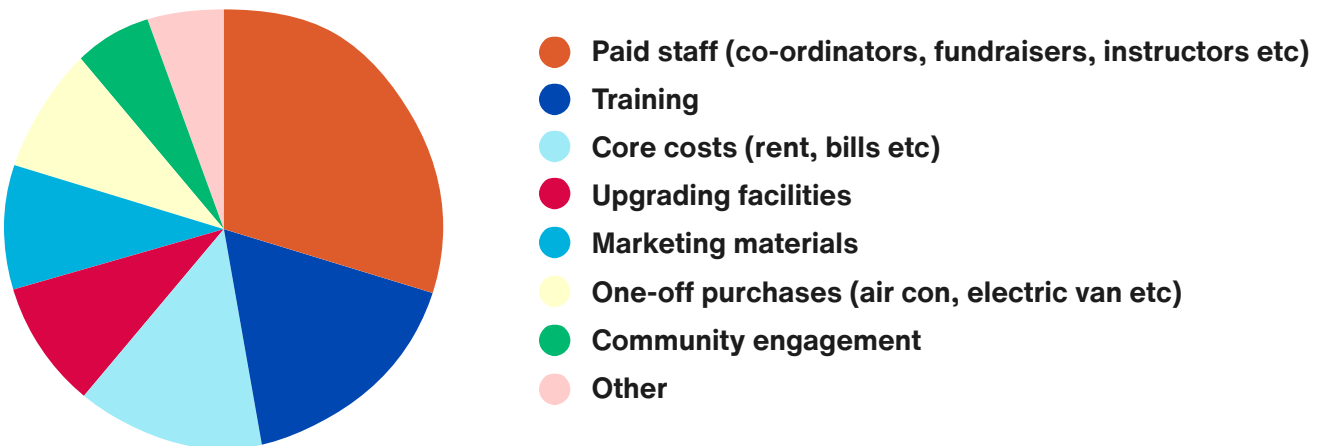 Paid staff (co-ordinators, fundraisers, instructors etc)
Training
Core costs (rent, bills etc)
Upgrading facilities
Marketing materials
One-off purchases (air con, electric van etc)
Community engagement
Other